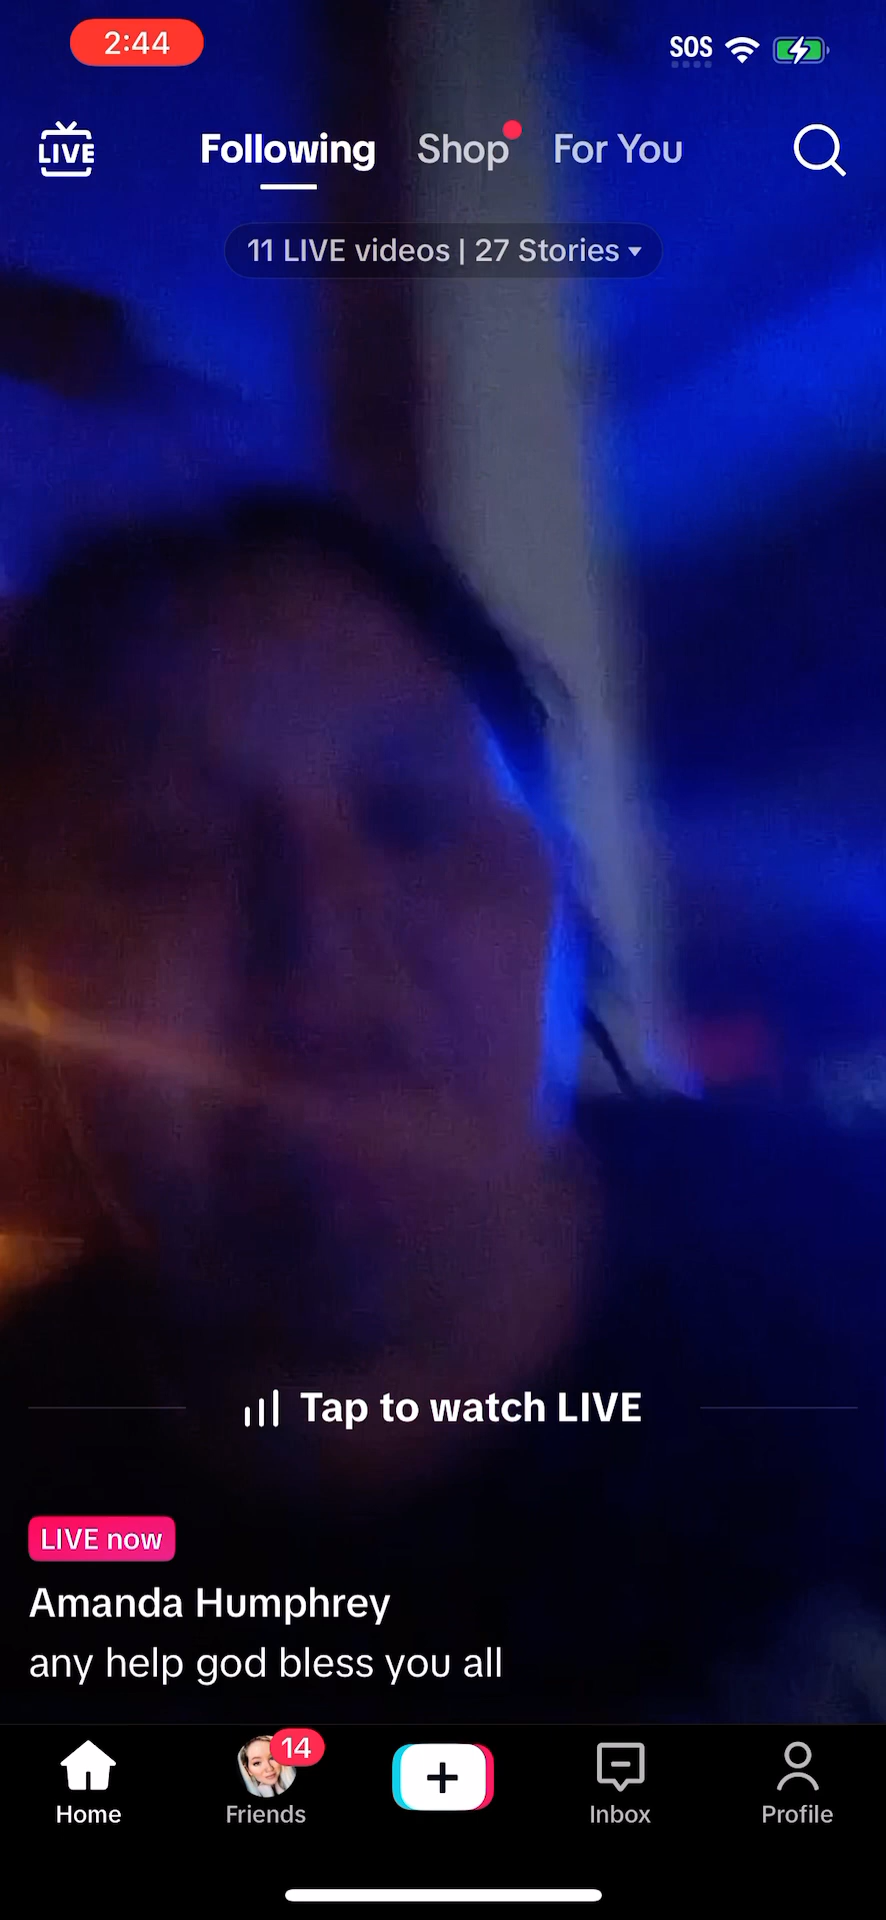 2:44
SOS
LIVE
Following
Shop
For You
11 LIVE videos | 27 Stories
Tap to watch LIVE
LIVE now
Amanda Humphrey
any help god bless you all
14
Home
Friends
Inbox
Profile